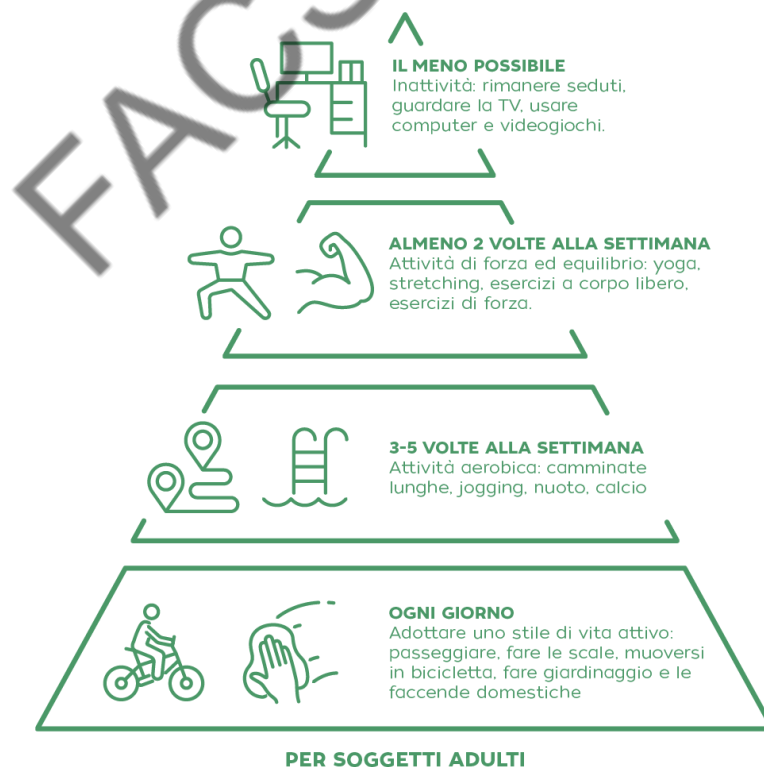 IL MENO POSSIBILE
Inattività: rimanere seduti,
guardare la TV, usare
computer e videogiochi.
ALMENO 2 VOLTE ALLA SETTIMANA
Attività di forza ed equilibrio: yoga,
stretching, esercizi a corpo libero,
esercizi di forza.
3-5 VOLTE ALLA SETTIMANA
Attività aerobica: camminate
lunghe, jogging, nuoto, calcio
OGNI GIORNO
Adottare uno stile di vita attivo:
passeggiare, fare le scale, muoversi
in bicicletta, fare giardinaggio e le
faccende domestiche
PER SOGGETTI ADULTI